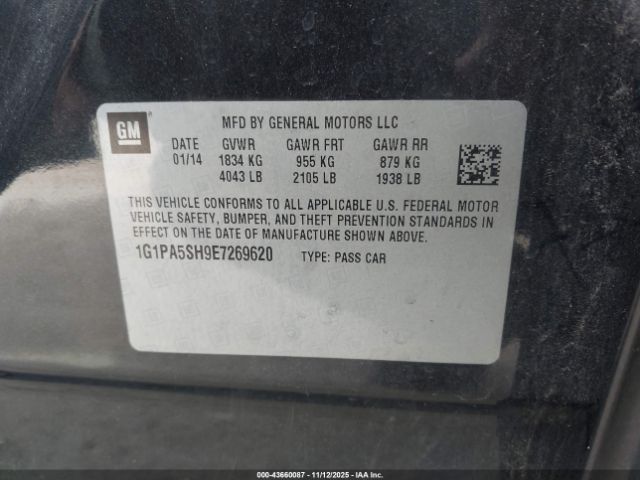 GM
MFD BY GENERAL MOTORS LLC
DATE GVWR GAWR FRT GAWR RR
01/14 1834 KG 955 KG 879 KG
4043 LB 2105 LB 1938 LB
THIS VEHICLE CONFORMS TO ALL APPLICABLE U.S. FEDERAL MOTOR
VEHICLE SAFETY, BUMPER, AND THEFT PREVENTION STANDARDS IN
EFFECT ON THE DATE OF MANUFACTURE SHOWN ABOVE.
1G1PA5SH9E7269620 TYPE: PASS CAR
000-43660087 - 11/12/2025 - IAAI.COM